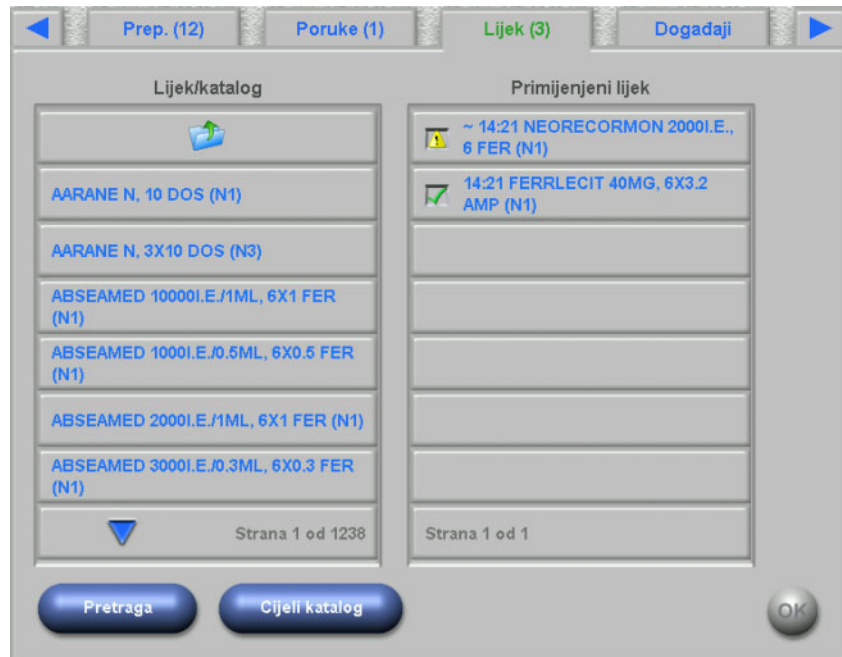 Prep. (12)
Poruke (1)
Lijek (3)
Događaji
Lijek/katalog
AARANE N, 10 DOS (N1)
AARANE N, 3X10 DOS (N3)
ABSEAMED 10000I.E./1ML, 6X1 FER
(N1)
ABSEAMED 1000I.E./0.5ML, 6X0.5 FER
(N1)
ABSEAMED 2000I.E./1ML, 6X1 FER (N1)
ABSEAMED 3000I.E./0.3ML, 6X0.3 FER
(N1)
Strana 1 od 1238
Primijenjeni lijek
~ 14:21 NEORECORMON 2000I.E.,
6 FER (N1)
14:21 FERRLECIT 40MG, 6X3.2
AMP (N1)
Strana 1 od 1
Pretraga
Cijeli katalog
OK